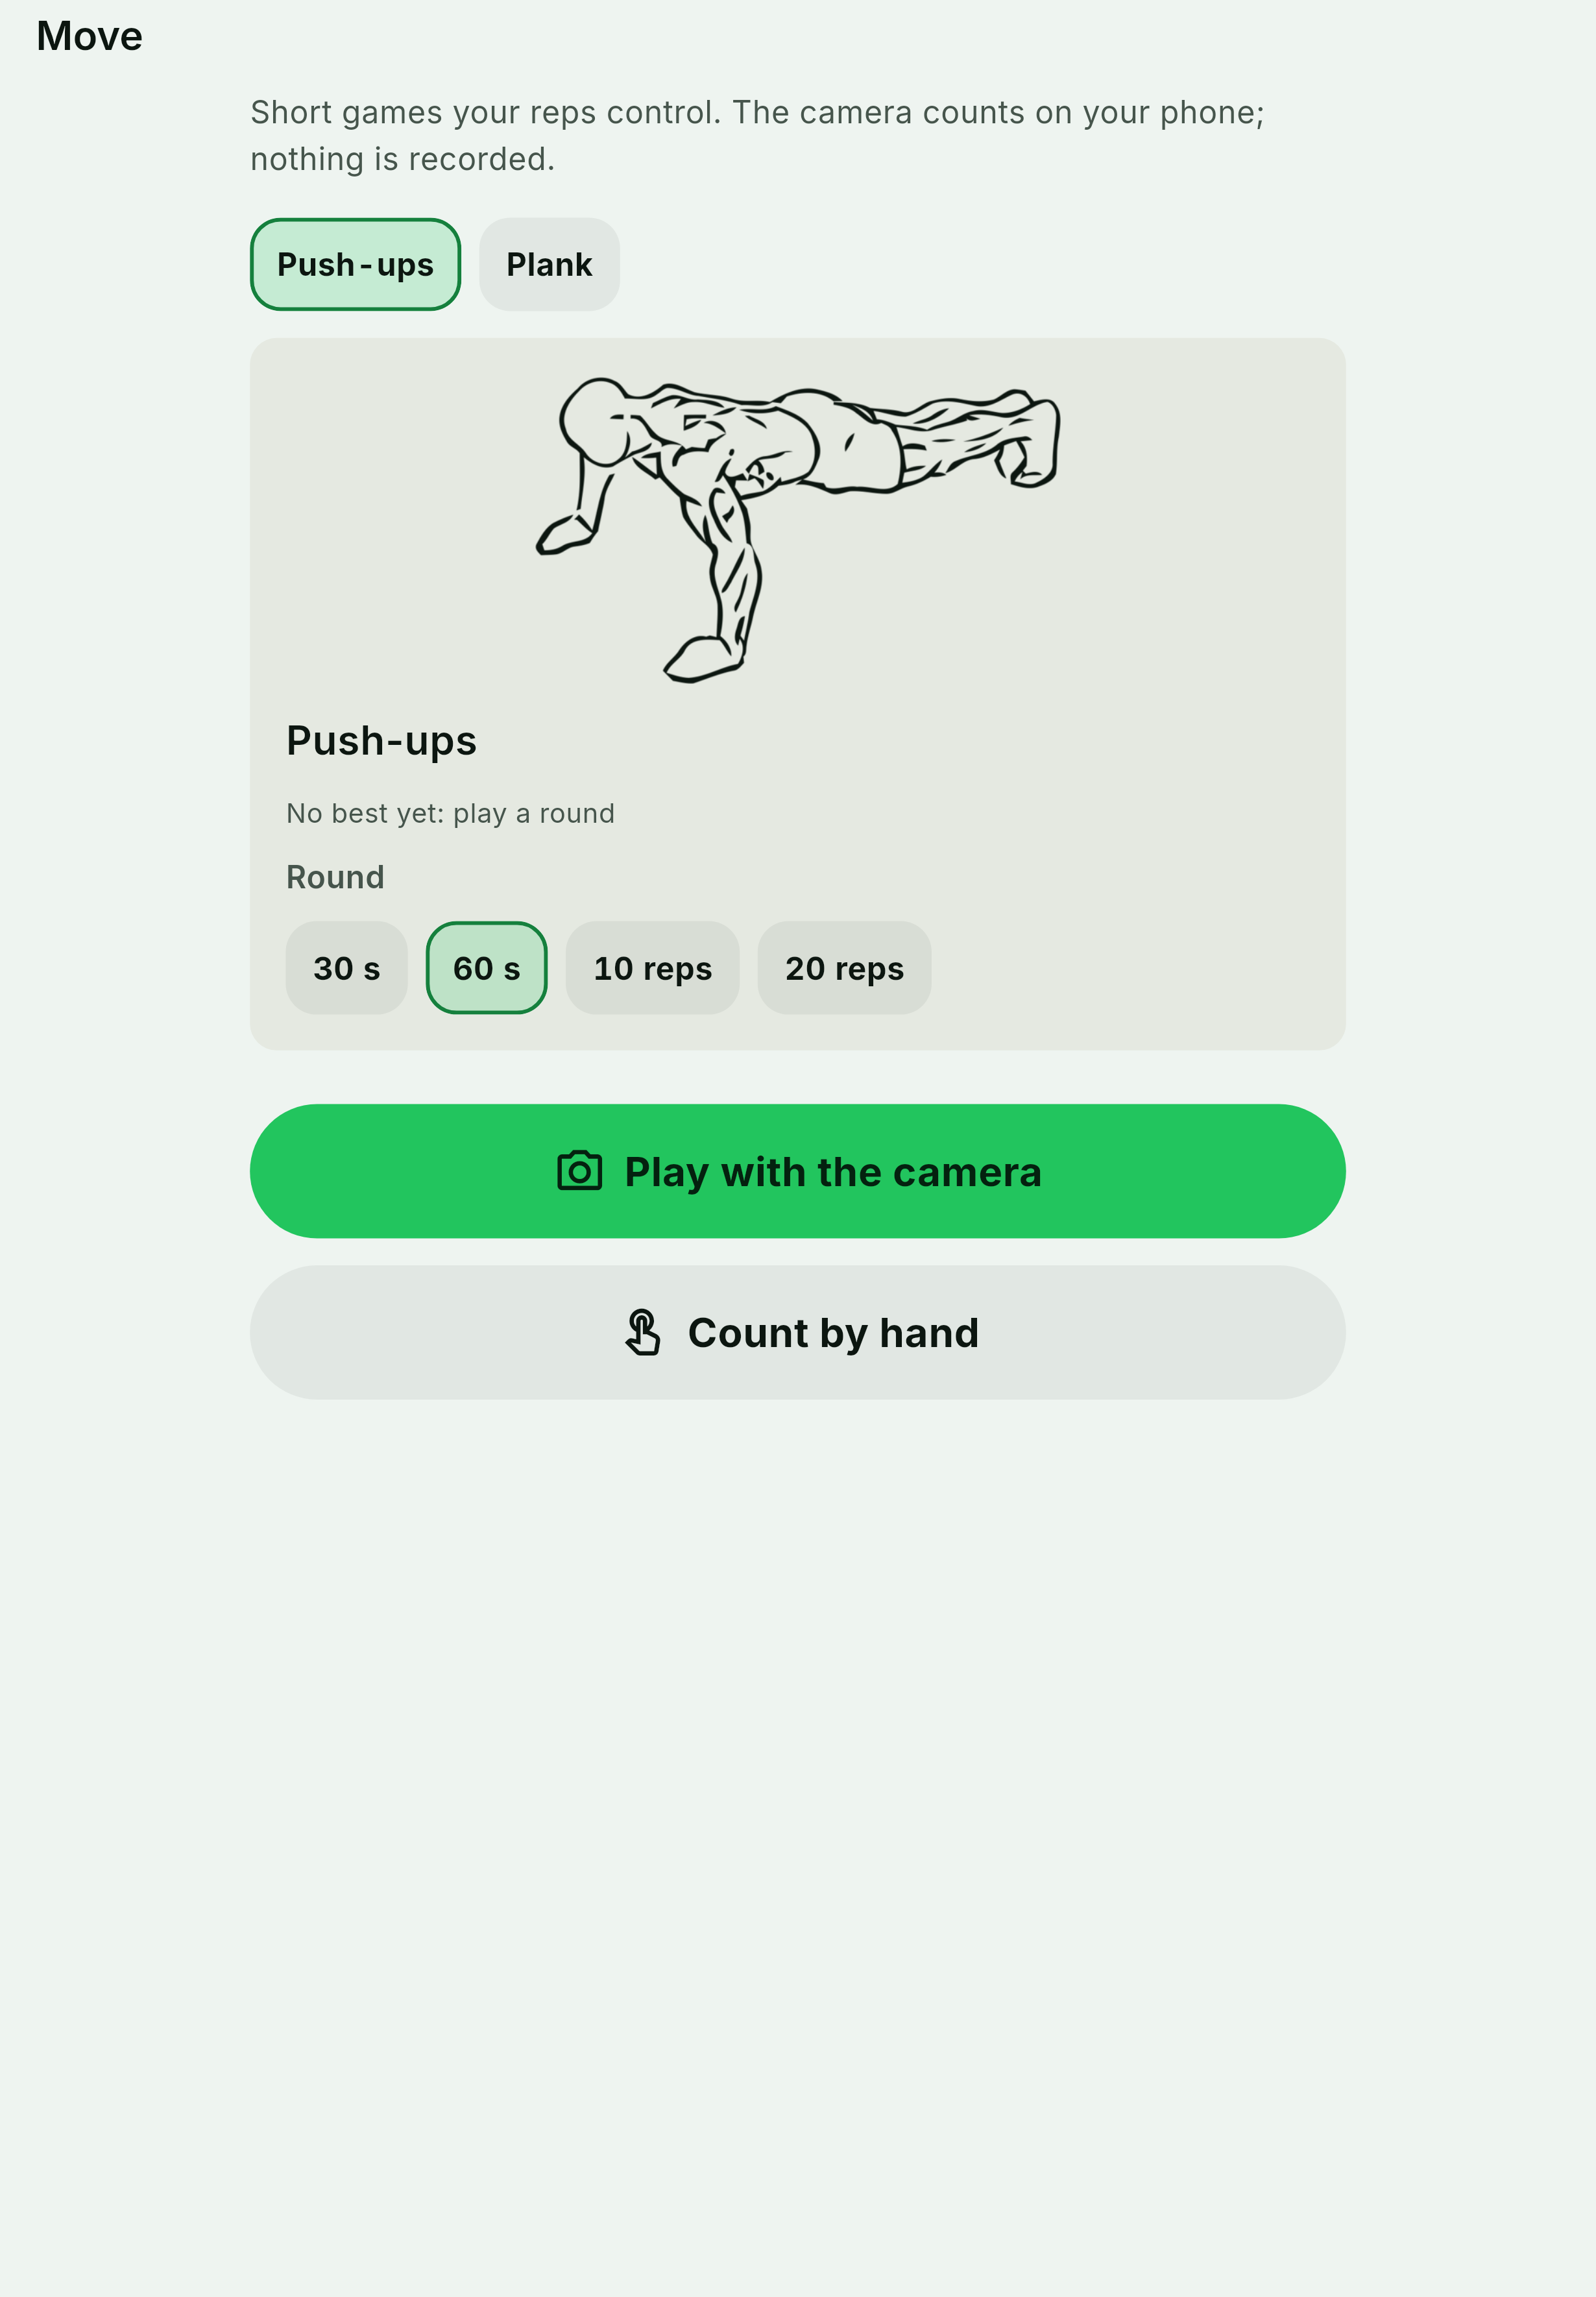 Move
Short games your reps control. The camera counts on your phone;
nothing is recorded.
Push-ups
Plank
Push-ups
No best yet: play a round
Round
30 s
60 s
10 reps
20 reps
Play with the camera
Count by hand